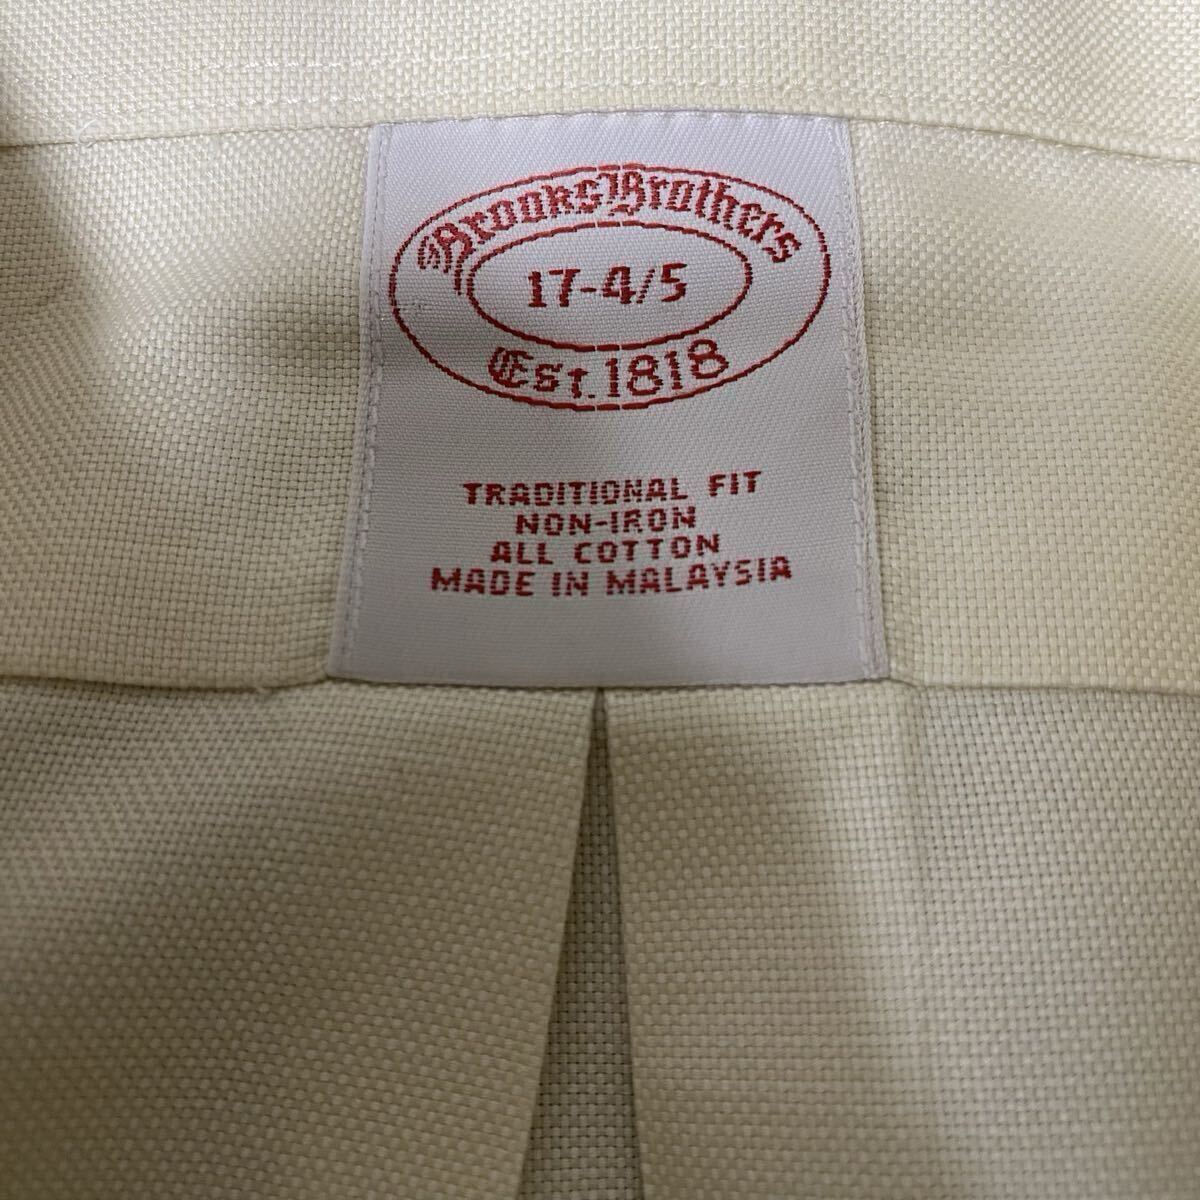 Brooks Brothers
17-4/5
Est. 1818
TRADITIONAL FIT
NON-IRON
ALL COTTON
MADE IN MALAYSIA